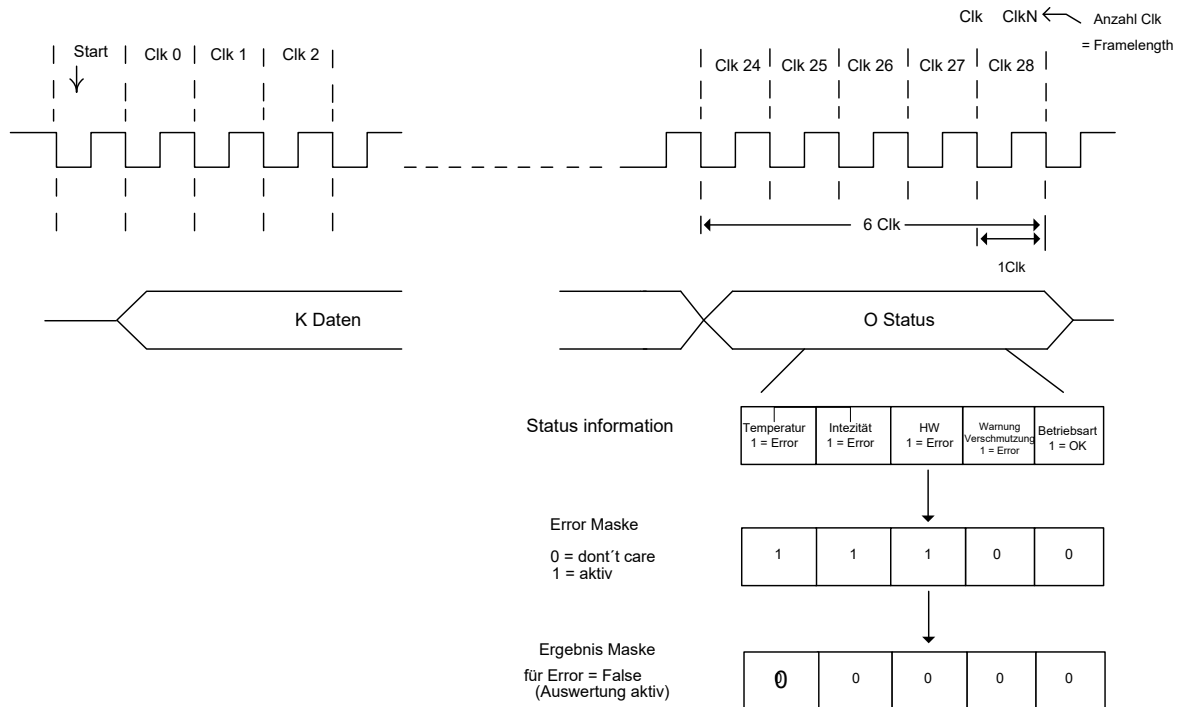 Clk ClkN Anzahl Clk
= Framelength
Start Clk 0 Clk 1 Clk 2
Clk 24 Clk 25 Clk 26 Clk 27 Clk 28
6 Clk
1Clk
K Daten
O Status
Status information
Temperatur
1 = Error
Intezität
1 = Error
HW
1 = Error
Warnung
Verschmutzung
1 = Error
Betriebsart
1 = OK
Error Maske
0 = dont´t care
1 = aktiv
1 1 1 0 0
Ergebnis Maske
für Error = False
(Auswertung aktiv)
0 0 0 0 0